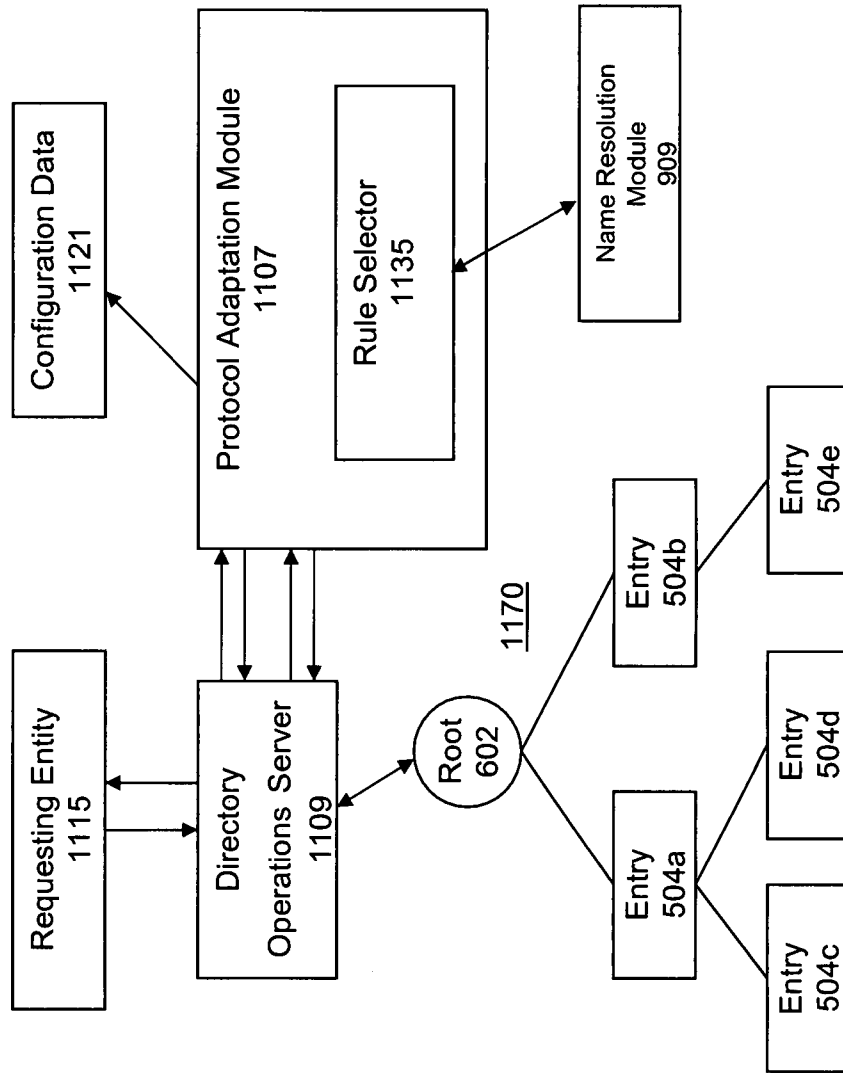 Requesting Entity
1115
Configuration Data
1121
Directory
Operations Server
1109
Protocol Adaptation Module
1107
Rule Selector
1135
Name Resolution
Module
909
Root
602
1170
Entry
504a
Entry
504b
Entry
504c
Entry
504d
Entry
504e